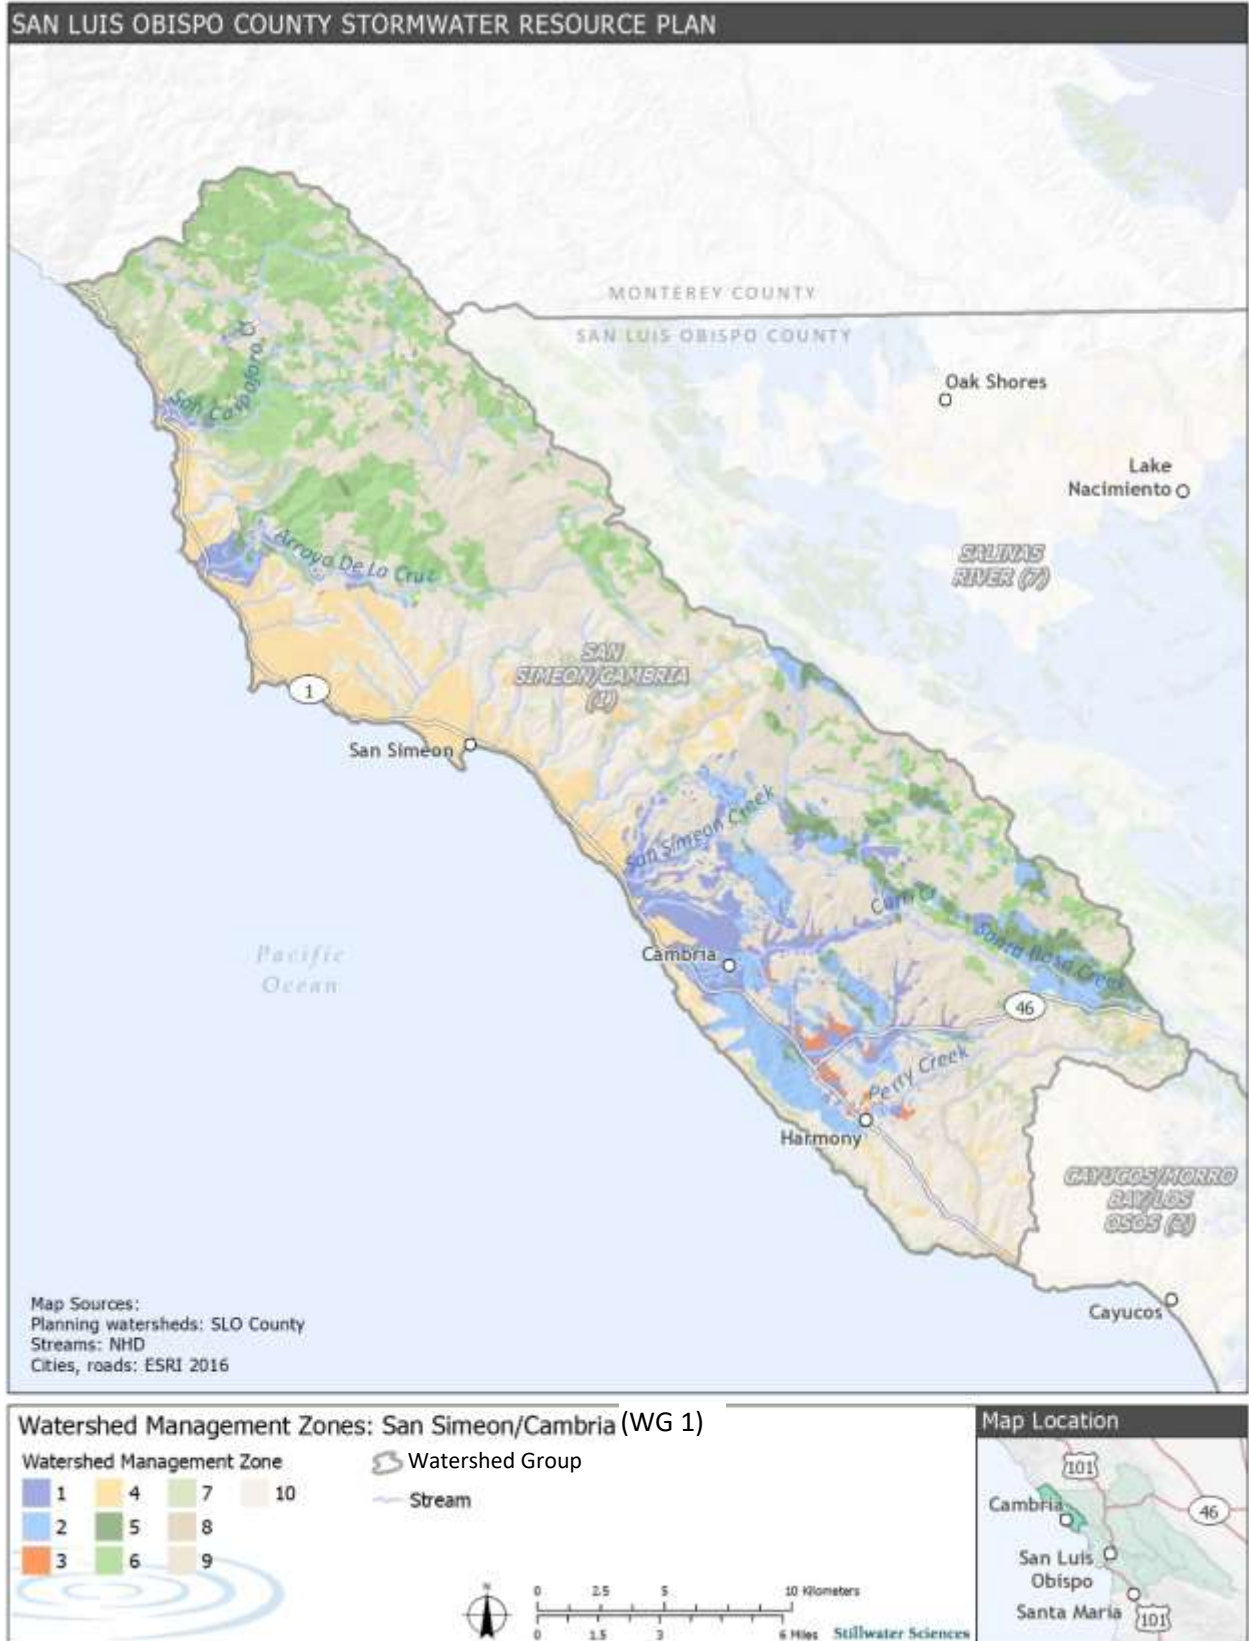 SAN LUIS OBISPO COUNTY STORMWATER RESOURCE PLAN
MONTEREY COUNTY
SAN LUIS OBISPO COUNTY
Oak Shores
San Carpoforo Cr
Lake
Nacimiento
Arroyo De La Cruz
SALINAS
RIVER (7)
SAN
SIMEON/CAMBRIA
(1)
1
San Simeon
San Simeon Creek
Curti Cr
Santa Rosa Creek
Pacific
Ocean
Cambria
46
Perry Creek
Harmony
CAYUCOS/MORRO
BAY/LOS
OSOS (2)
Cayucos
Map Sources:
Planning watersheds: SLO County
Streams: NHD
Cities, roads: ESRI 2016
Watershed Management Zones: San Simeon/Cambria (WG 1)
Watershed Management Zone
1
2
3
4
5
6
7
8
9
10
Watershed Group
Stream
N
0 2.5 5 10 Kilometers
0 1.5 3 6 Miles
Stillwater Sciences
Map Location
101
Cambria
46
San Luis
Obispo
Santa Maria
101